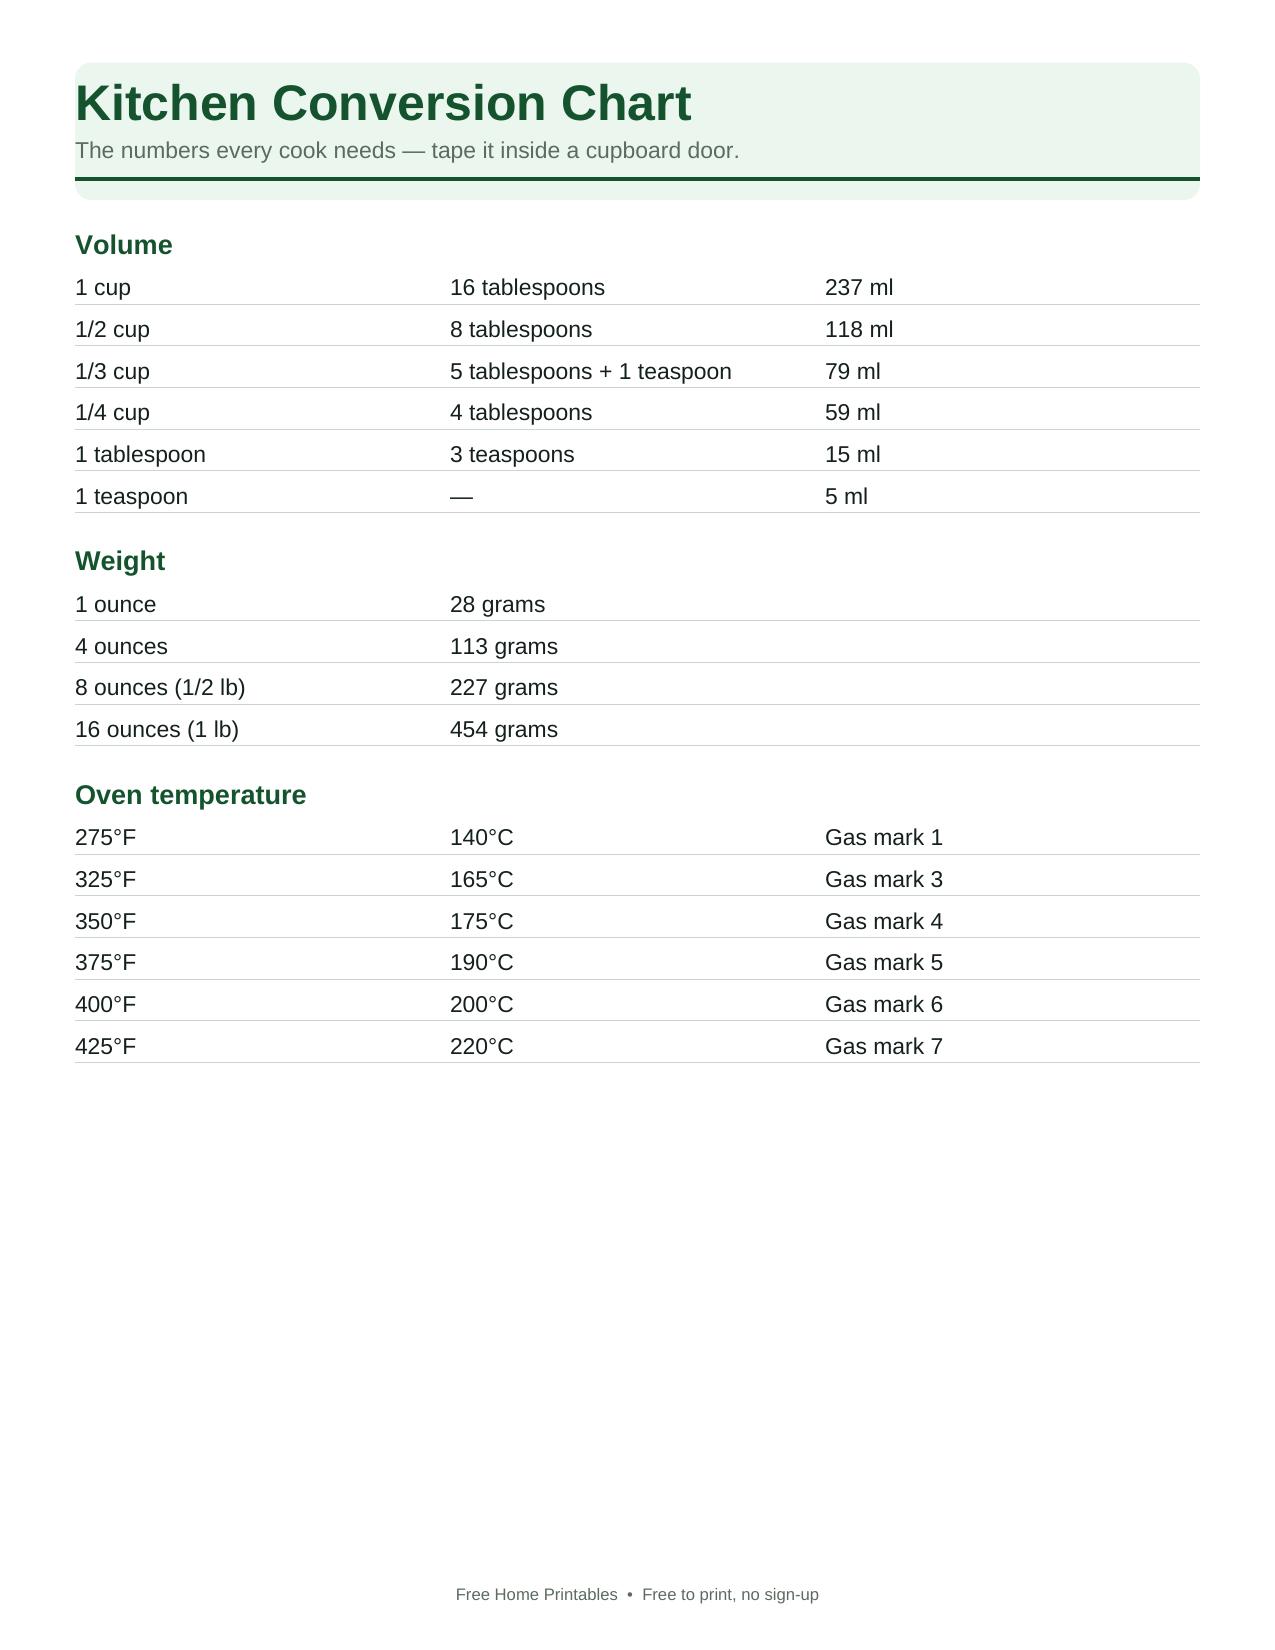 Kitchen Conversion Chart
The numbers every cook needs — tape it inside a cupboard door.
Volume
1 cup 16 tablespoons 237 ml
1/2 cup 8 tablespoons 118 ml
1/3 cup 5 tablespoons + 1 teaspoon 79 ml
1/4 cup 4 tablespoons 59 ml
1 tablespoon 3 teaspoons 15 ml
1 teaspoon — 5 ml
Weight
1 ounce 28 grams
4 ounces 113 grams
8 ounces (1/2 lb) 227 grams
16 ounces (1 lb) 454 grams
Oven temperature
275°F 140°C Gas mark 1
325°F 165°C Gas mark 3
350°F 175°C Gas mark 4
375°F 190°C Gas mark 5
400°F 200°C Gas mark 6
425°F 220°C Gas mark 7
Free Home Printables • Free to print, no sign-up